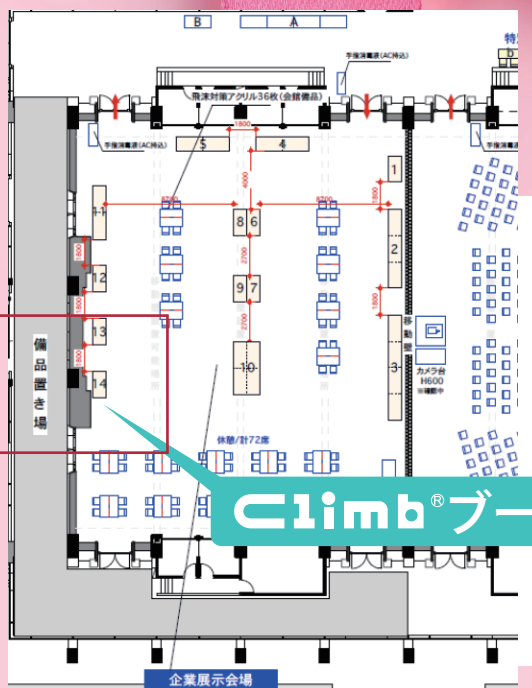 B
A
手指消毒液(AC持込)
特
b
飛沫対策アクリル36枚(会館備品)
手指消毒液(AC持込)
1800
5
4
4000
1
1800
11
8700
8
6
2
1800
2700
12
9
7
1800
1800
2700
備品置き場
13
10
3
移動壁
カメラ台
H600
※確認中
1800
14
休憩/計72席
Climb®ブー
企業展示会場